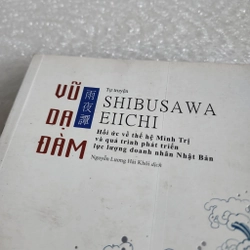 VŨ
DẠ
ĐÀM
雨夜譚
Tự truyện
SHIBUSAWA
EIICHI
Hồi ức về thế hệ Minh Trị
và quá trình phát triển
lực lượng doanh nhân Nhật Bản
Nguyễn Lương Hải Khôi dịch